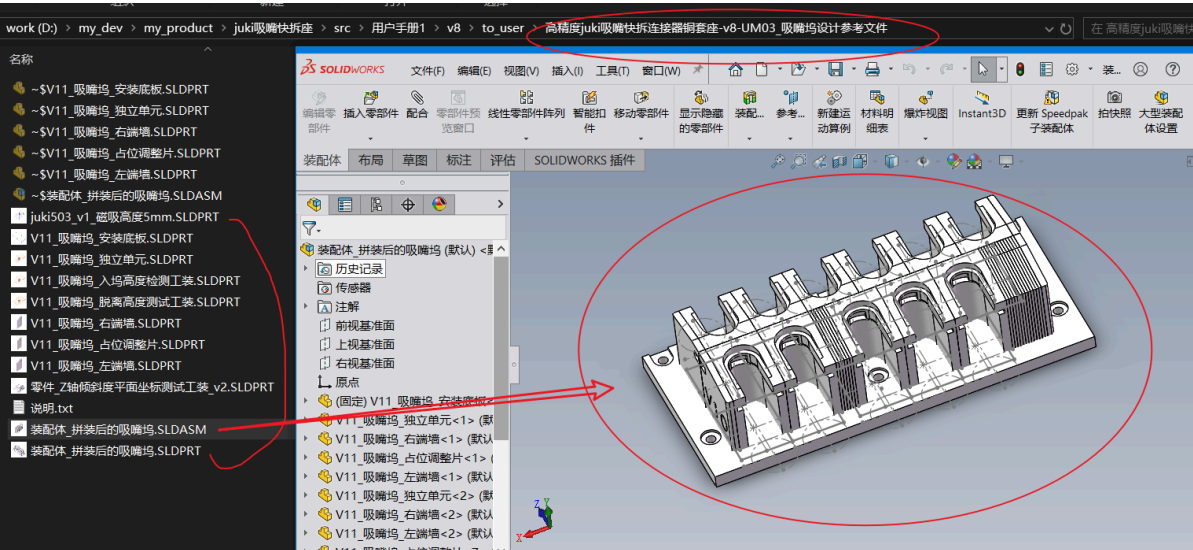 work (D:) > my_dev > my_product > juki吸嘴快拆座 > src > 用户手册1 > v8 > to_user > 高精度juki吸嘴快拆连接器铜套座-v8-UM03_吸嘴坞设计参考文件
在 高精度juki吸嘴快
名称
~$V11_吸嘴坞_安装底板.SLDPRT
~$V11_吸嘴坞_独立单元.SLDPRT
~$V11_吸嘴坞_右端墙.SLDPRT
~$V11_吸嘴坞_占位调整片.SLDPRT
~$V11_吸嘴坞_左端墙.SLDPRT
~$装配体_拼装后的吸嘴坞.SLDASM
juki503_v1_磁吸高度5mm.SLDPRT
V11_吸嘴坞_安装底板.SLDPRT
V11_吸嘴坞_独立单元.SLDPRT
V11_吸嘴坞_入坞高度检测工装.SLDPRT
V11_吸嘴坞_脱离高度测试工装.SLDPRT
V11_吸嘴坞_右端墙.SLDPRT
V11_吸嘴坞_占位调整片.SLDPRT
V11_吸嘴坞_左端墙.SLDPRT
零件_Z轴倾斜度平面坐标测试工装_v2.SLDPRT
说明.txt
装配体_拼装后的吸嘴坞.SLDASM
装配体_拼装后的吸嘴坞.SLDPRT
SOLIDWORKS 文件(F) 编辑(E) 视图(V) 插入(I) 工具(T) 窗口(W) 装...
编辑零部件 插入零部件 配合 零部件预览窗口 线性零部件阵列 智能扣件 移动零部件 显示隐藏的零部件 装配... 参考... 新建运动算例 材料明细表 爆炸视图 Instant3D 更新 Speedpak 子装配体 拍快照 大型装配体设置
装配体 布局 草图 标注 评估 SOLIDWORKS 插件
装配体_拼装后的吸嘴坞 (默认) <
历史记录
传感器
注解
前视基准面
上视基准面
右视基准面
原点
(固定) V11_吸嘴坞_安装底板<
V11_吸嘴坞_独立单元<1> (默
V11_吸嘴坞_右端墙<1> (默认
V11_吸嘴坞_占位调整片<1> (
V11_吸嘴坞_左端墙<1> (默认
V11_吸嘴坞_独立单元<2> (默
V11_吸嘴坞_右端墙<2> (默认
V11_吸嘴坞_左端墙<2> (默认
Z Y
X